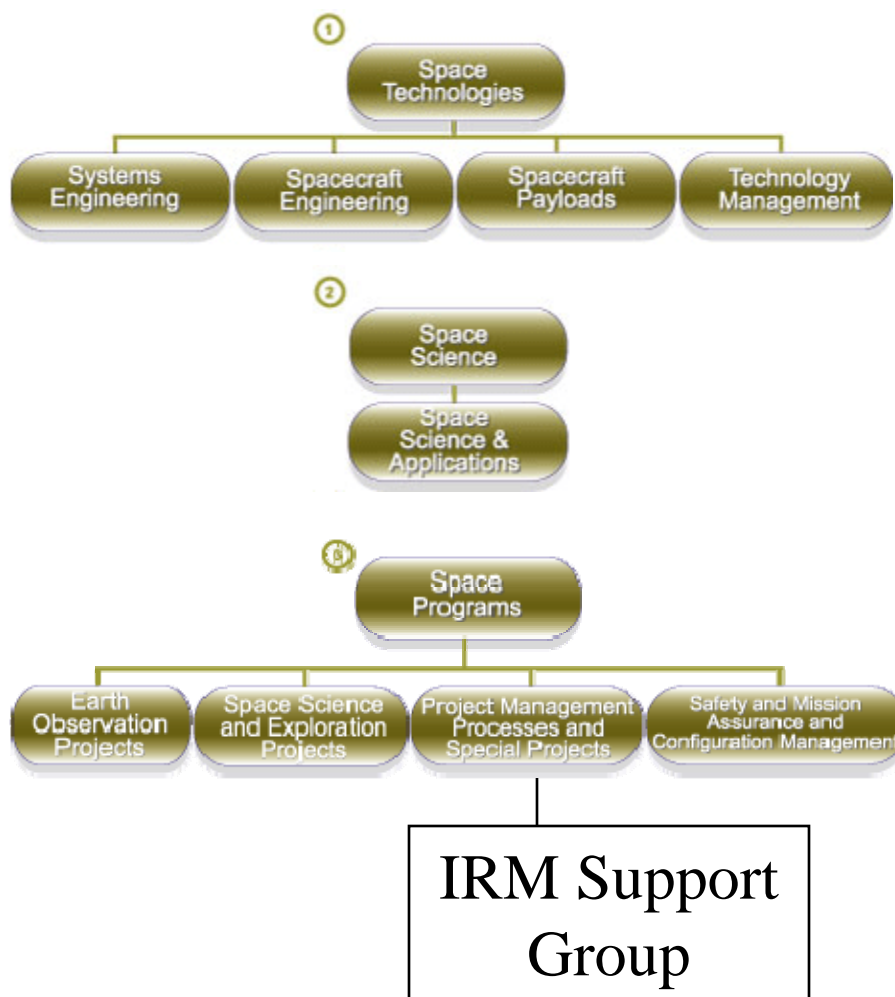 1
Space
Technologies
Systems
Engineering
Spacecraft
Engineering
Spacecraft
Payloads
Technology
Management
2
Space
Science
Space
Science &
Applications
Space
Programs
Earth
Observation
Projects
Space Science
and Exploration
Projects
Project Management
Processes and
Special Projects
Safety and Mission
Assurance and
Configuration Management
IRM Support
Group